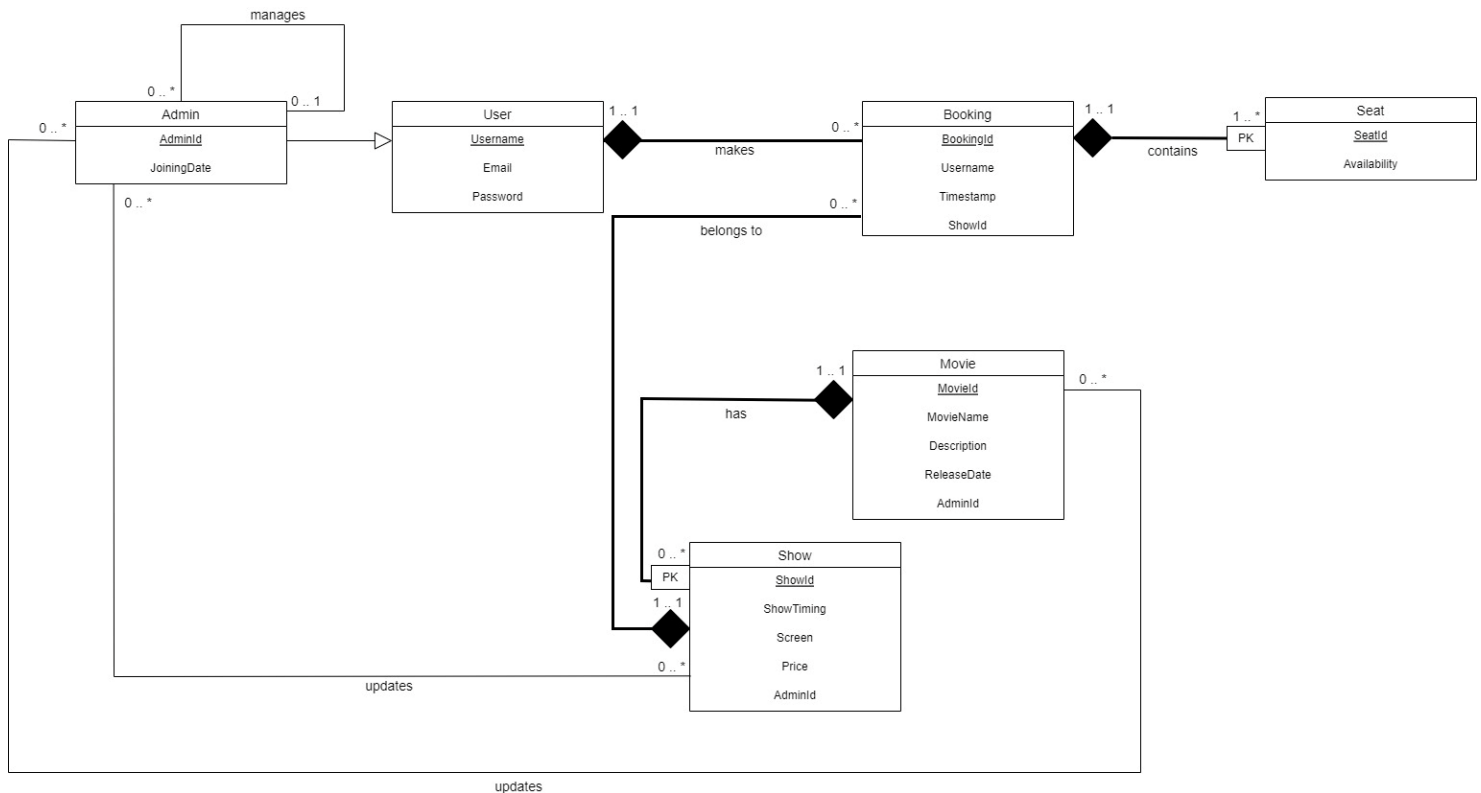 manages
0 .. *
0 .. 1
0 .. *
Admin
AdminId
JoiningDate
0 .. *
User
Username
Email
Password
1 .. 1
makes
0 .. *
Booking
BookingId
Username
Timestamp
ShowId
0 .. *
belongs to
1 .. 1
contains
1 .. *
PK
Seat
SeatId
Availability
Movie
MovieId
MovieName
Description
ReleaseDate
AdminId
1 .. 1
has
0 .. *
0 .. *
PK
1 .. 1
0 .. *
Show
ShowId
ShowTiming
Screen
Price
AdminId
updates
updates